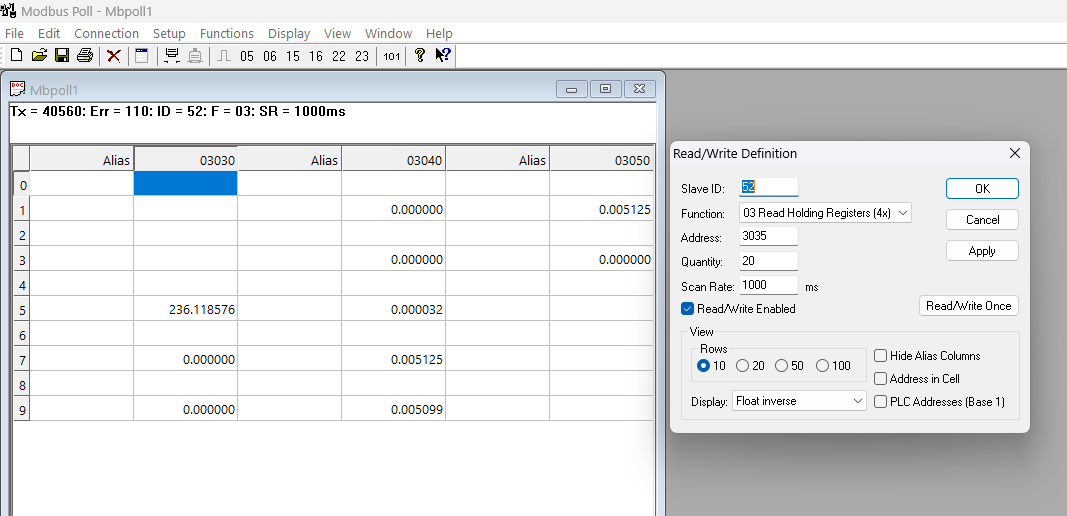 Modbus Poll - Mbpoll1
File Edit Connection Setup Functions Display View Window Help
05 06 15 16 22 23 101 ? ?
DOC Mbpoll1
Tx = 40560: Err = 110: ID = 52: F = 03: SR = 1000ms
Alias 03030 Alias 03040 Alias 03050
0
1 0.000000 0.005125
2
3 0.000000 0.000000
4
5 236.118576 0.000032
6
7 0.000000 0.005125
8
9 0.000000 0.005099
Read/Write Definition
Slave ID: 52 OK
Function: 03 Read Holding Registers (4x) Cancel
Address: 3035
Quantity: 20 Apply
Scan Rate: 1000 ms
Read/Write Enabled Read/Write Once
View
Rows
10 20 50 100 Hide Alias Columns
Address in Cell
Display: Float inverse PLC Addresses (Base 1)